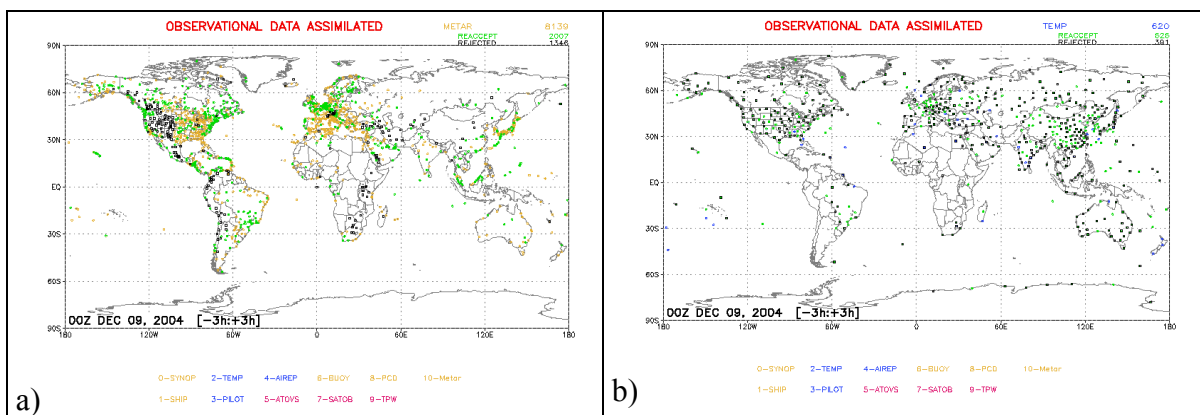 OBSERVATIONAL DATA ASSIMILATED METAR 8139
REACCEPT 2007
REJECTED 1346
90N
60N
30N
EQ
30S
60S
90S
00Z DEC 09, 2004 [-3h:+3h]
180 120W 60W 0 60E 120E 180
0-SYNOP 2-TEMP 4-AIREP 6-BUOY 8-PCD 10-Metar
1-SHIP 3-PILOT 5-ATOVS 7-SATOB 9-TPW
a)
OBSERVATIONAL DATA ASSIMILATED TEMP 620
REACCEPT
REJECTED 381
90N
60N
30N
EQ
30S
60S
90S
00Z DEC 09, 2004 [-3h:+3h]
180 120W 60W 0 60E 120E 180
0-SYNOP 2-TEMP 4-AIREP 6-BUOY 8-PCD 10-Metar
1-SHIP 3-PILOT 5-ATOVS 7-SATOB 9-TPW
b)